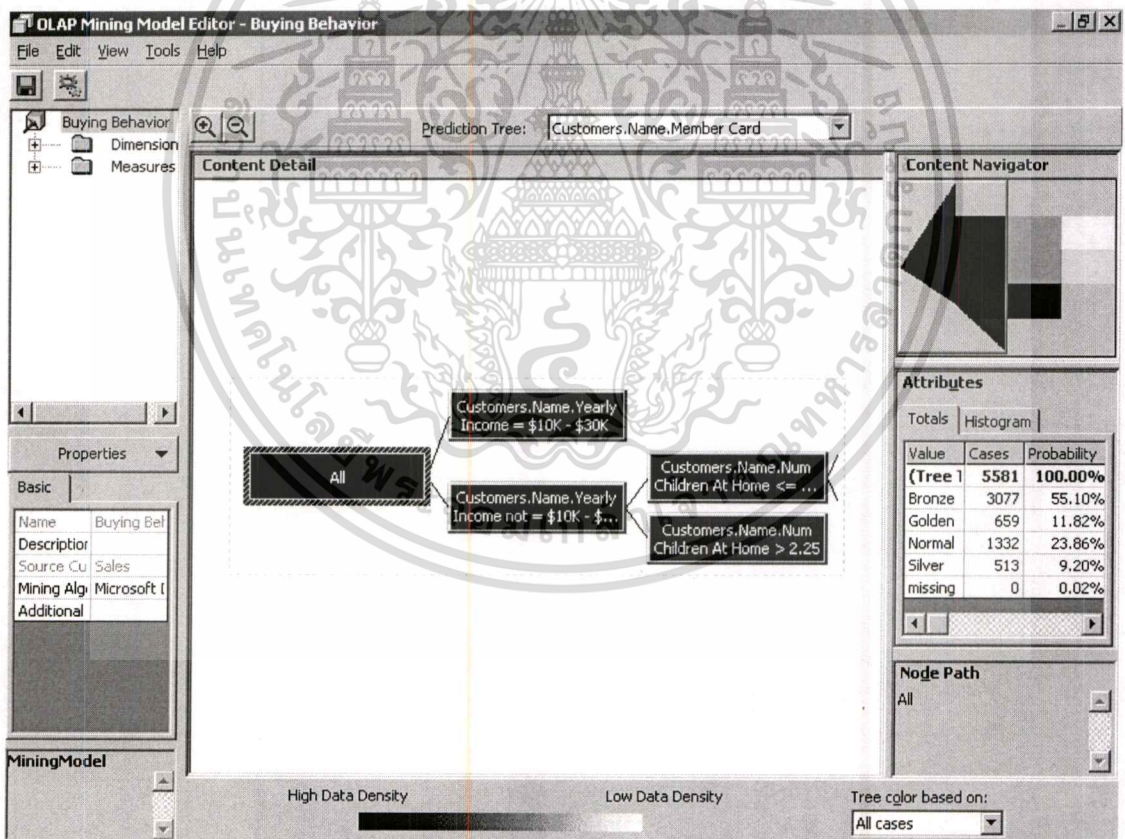 OLAP Mining Model Editor - Buying Behavior
File Edit View Tools Help
Buying Behavior
Dimension
Measures
Prediction Tree: Customers.Name.Member Card
Content Detail
All
Customers.Name.Yearly
Income = $10K - $30K
Customers.Name.Yearly
Income not = $10K - $...
Customers.Name.Num
Children At Home <= ...
Customers.Name.Num
Children At Home > 2.25
Content Navigator
Attributes
Totals Histogram
Value Cases Probability
(Tree T 5581 100.00%
Bronze 3077 55.10%
Golden 659 11.82%
Normal 1332 23.86%
Silver 513 9.20%
missing 0 0.02%
Node Path
All
Properties
Basic
Name Buying Beh
Description
Source Cu Sales
Mining Algo Microsoft D
Additional
MiningModel
High Data Density Low Data Density
Tree color based on:
All cases